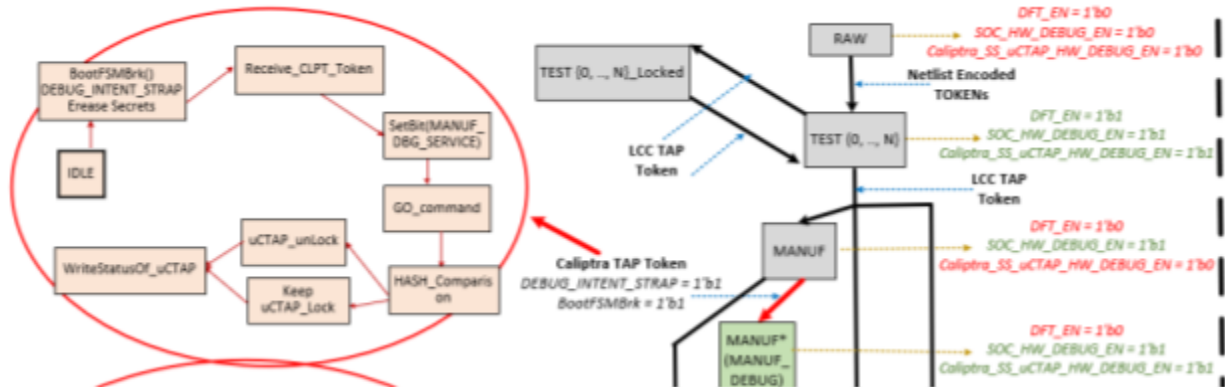 BootFSMBrk()
DEBUG_INTENT_STRAP
Erease Secrets
Receive_CLPT_Token
SetBit(MANUF_
DBG_SERVICE)
IDLE
GO_command
uCTAP_unLock
WriteStatusOf_uCTAP
Keep
uCTAP_Lock
HASH_Comparis
on
Caliptra TAP Token
DEBUG_INTENT_STRAP = 1'b1
BootFSMBrk = 1'b1
TEST {0, .., N}_Locked
RAW
DFT_EN = 1'b0
SOC_HW_DEBUG_EN = 1'b0
Caliptra_SS_uCTAP_HW_DEBUG_EN = 1'b0
Netlist Encoded
TOKENs
TEST {0, .., N}
DFT_EN = 1'b1
SOC_HW_DEBUG_EN = 1'b1
Caliptra_SS_uCTAP_HW_DEBUG_EN = 1'b1
LCC TAP
Token
LCC TAP
Token
MANUF
DFT_EN = 1'b0
SOC_HW_DEBUG_EN = 1'b1
Caliptra_SS_uCTAP_HW_DEBUG_EN = 1'b0
MANUF*
(MANUF_
DEBUG)
DFT_EN = 1'b0
SOC_HW_DEBUG_EN = 1'b1
Caliptra_SS_uCTAP_HW_DEBUG_EN = 1'b1